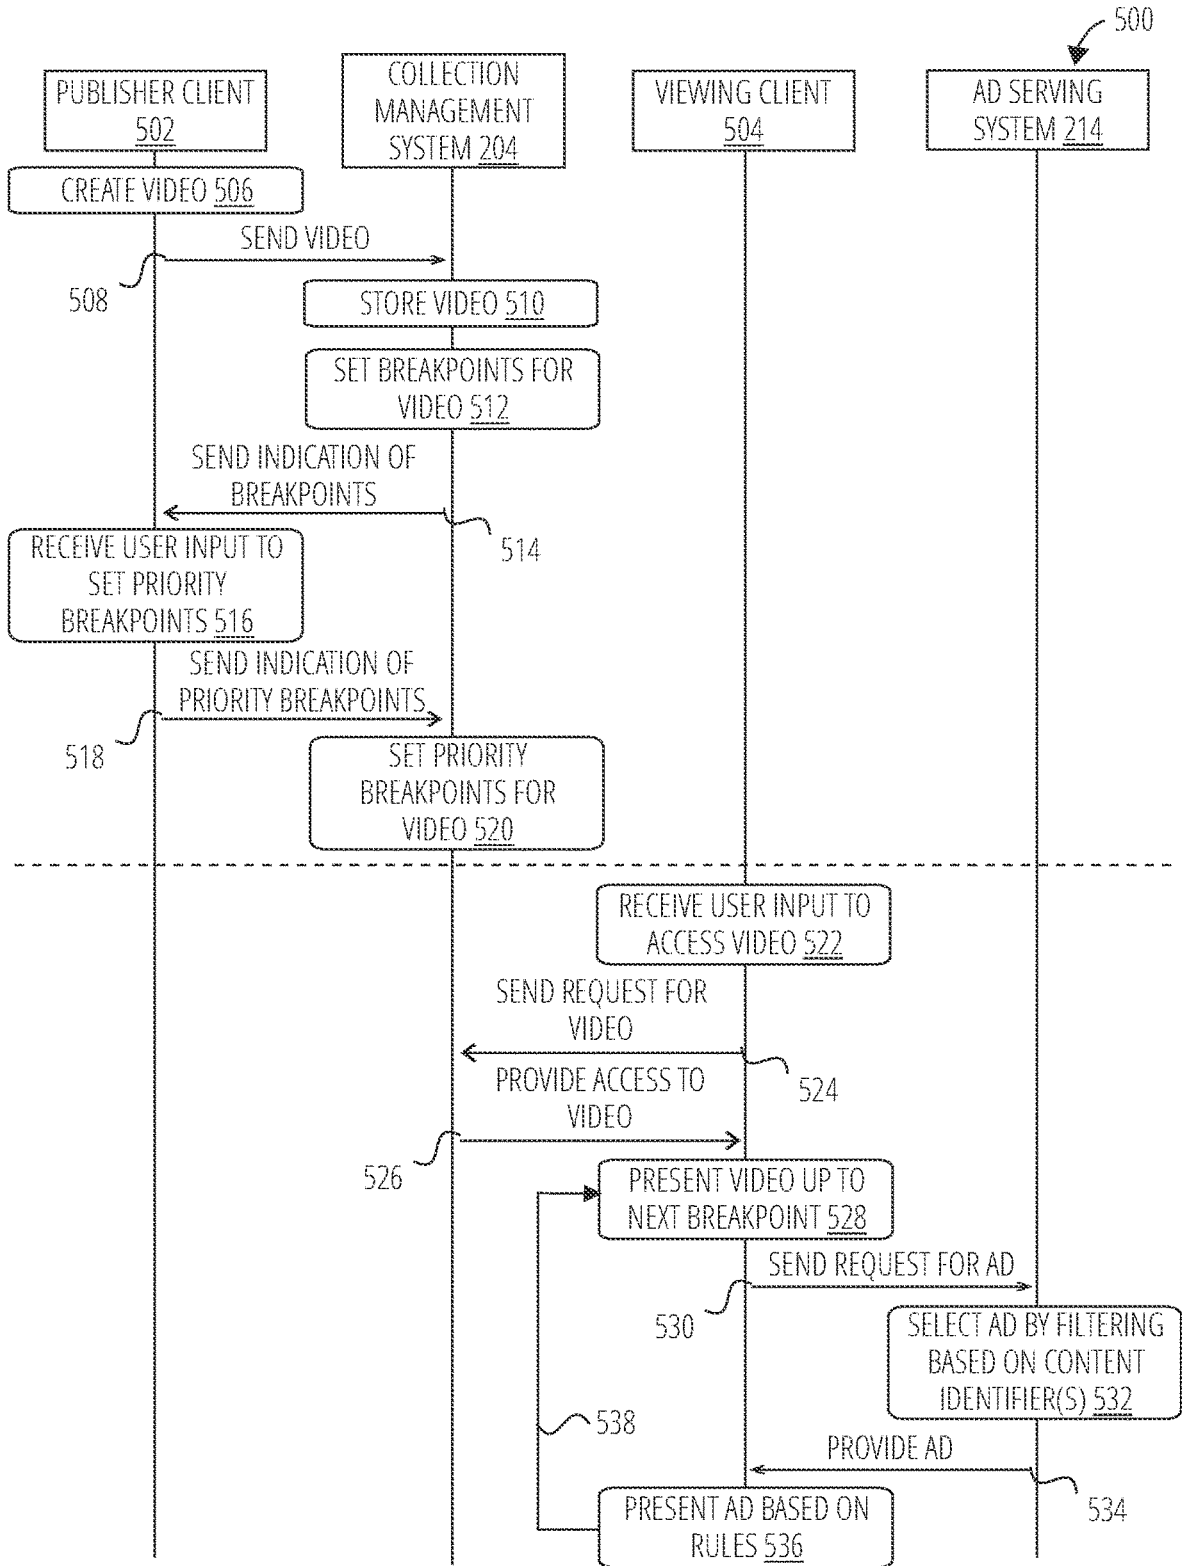 500
PUBLISHER CLIENT
502
COLLECTION
MANAGEMENT
SYSTEM 204
VIEWING CLIENT
504
AD SERVING
SYSTEM 214
CREATE VIDEO 506
SEND VIDEO
508
STORE VIDEO 510
SET BREAKPOINTS FOR
VIDEO 512
SEND INDICATION OF
BREAKPOINTS
514
RECEIVE USER INPUT TO
SET PRIORITY
BREAKPOINTS 516
SEND INDICATION OF
PRIORITY BREAKPOINTS
518
SET PRIORITY
BREAKPOINTS FOR
VIDEO 520
RECEIVE USER INPUT TO
ACCESS VIDEO 522
SEND REQUEST FOR
VIDEO
524
PROVIDE ACCESS TO
VIDEO
526
PRESENT VIDEO UP TO
NEXT BREAKPOINT 528
SEND REQUEST FOR AD
530
SELECT AD BY FILTERING
BASED ON CONTENT
IDENTIFIER(S) 532
538
PROVIDE AD
534
PRESENT AD BASED ON
RULES 536